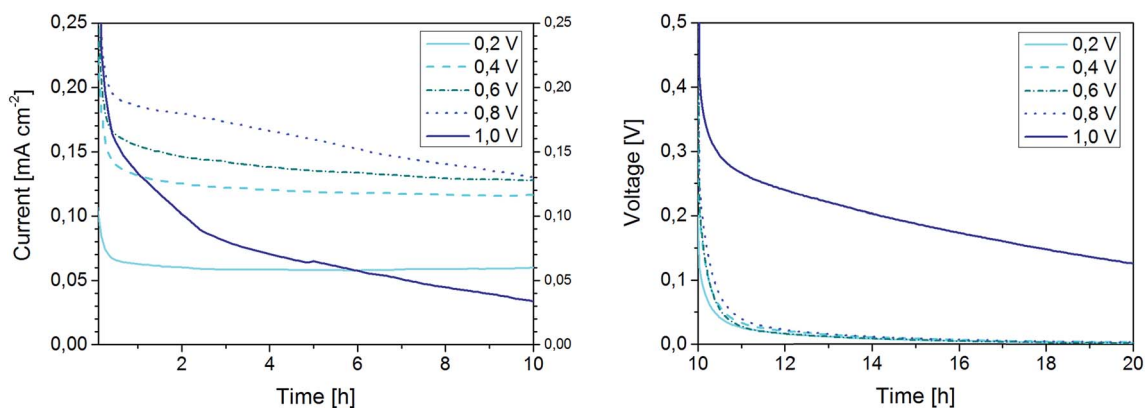 0,25
0,20
0,15
0,10
0,05
0,00
Current [mA cm⁻²]
0,2 V
0,4 V
0,6 V
0,8 V
1,0 V
0,25
0,20
0,15
0,10
0,05
0,00
2 4 6 8 10
Time [h]
0,5
0,4
0,3
0,2
0,1
0,0
Voltage [V]
0,2 V
0,4 V
0,6 V
0,8 V
1,0 V
10 12 14 16 18 20
Time [h]